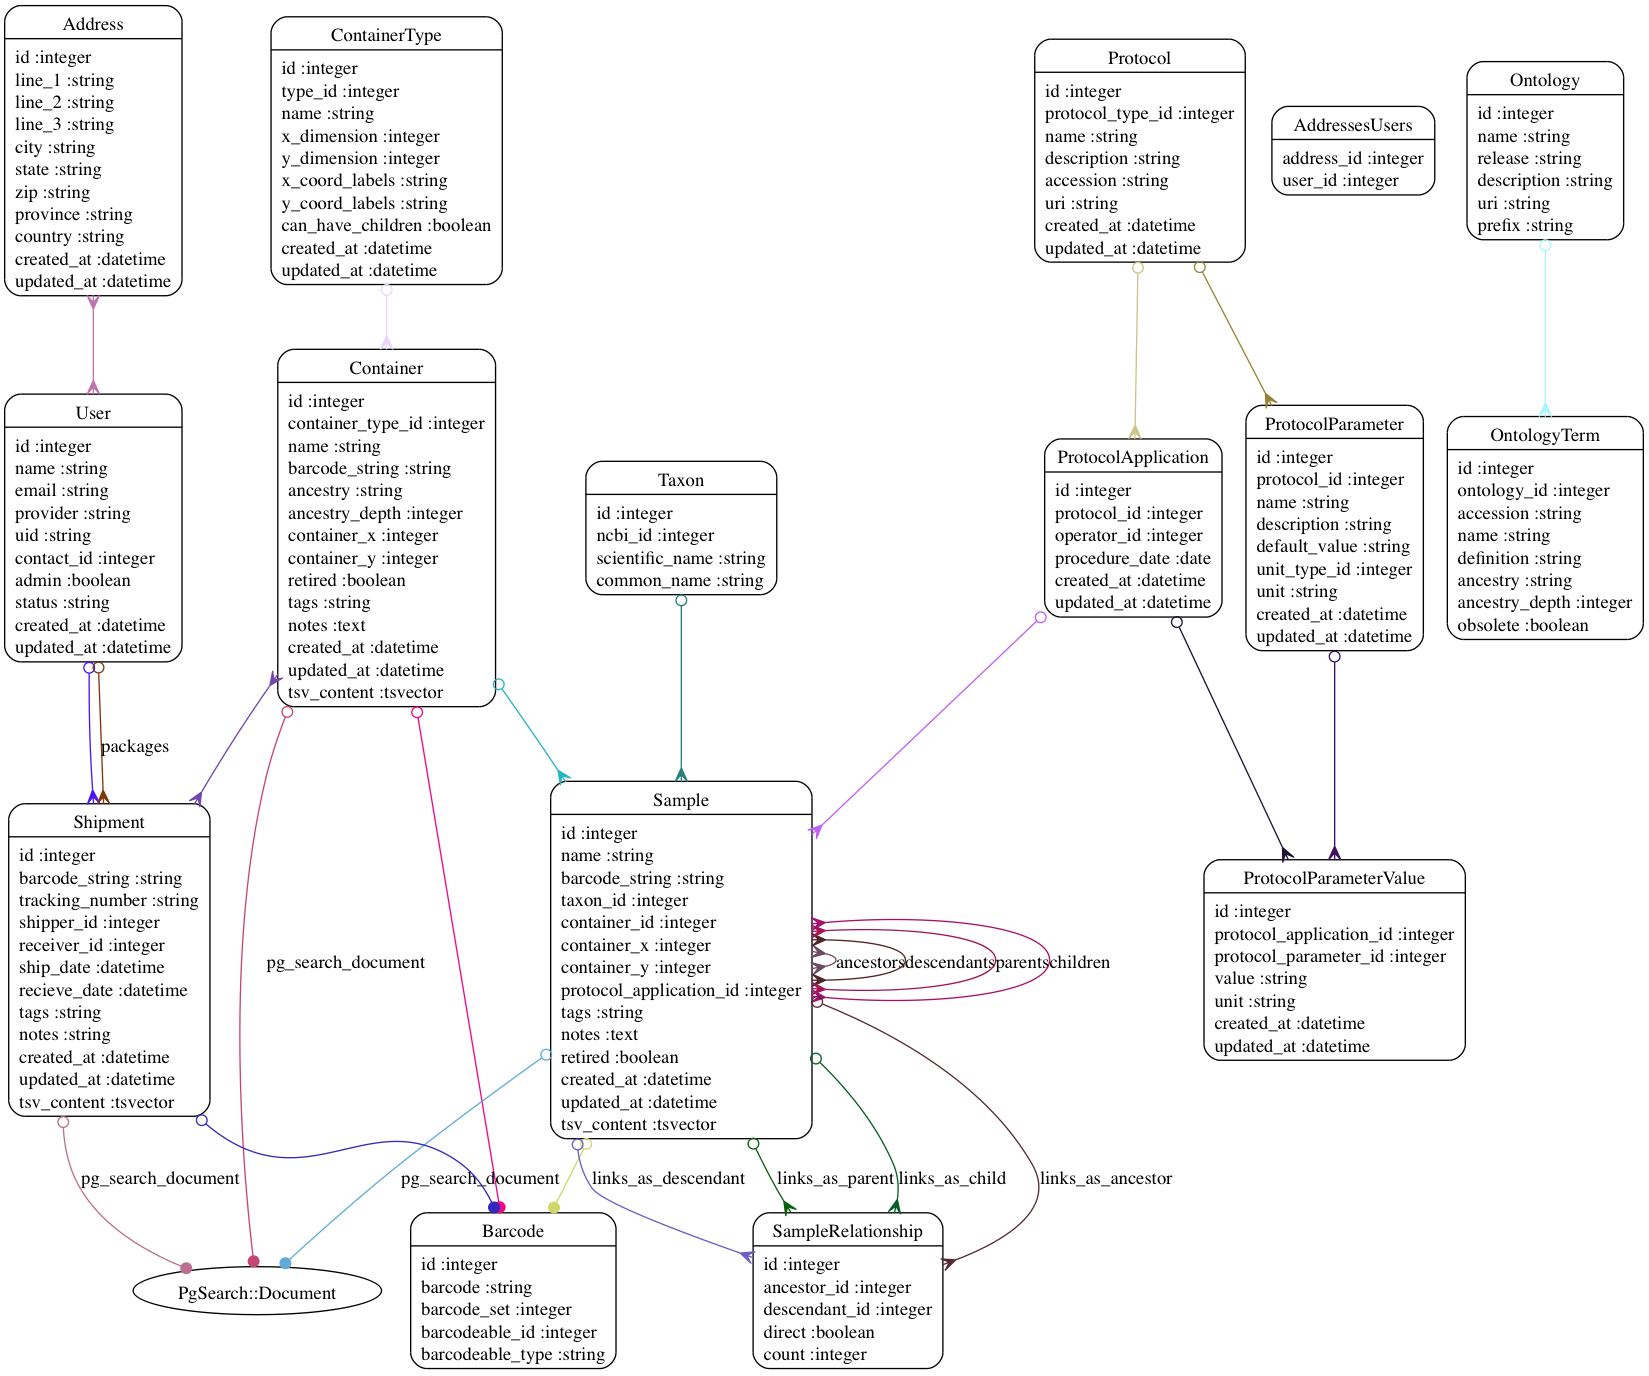 Address
id :integer
line_1 :string
line_2 :string
line_3 :string
city :string
state :string
zip :string
province :string
country :string
created_at :datetime
updated_at :datetime
ContainerType
id :integer
type_id :integer
name :string
x_dimension :integer
y_dimension :integer
x_coord_labels :string
y_coord_labels :string
can_have_children :boolean
created_at :datetime
updated_at :datetime
Protocol
id :integer
protocol_type_id :integer
name :string
description :string
accession :string
uri :string
created_at :datetime
updated_at :datetime
AddressesUsers
address_id :integer
user_id :integer
Ontology
id :integer
name :string
release :string
description :string
uri :string
prefix :string
User
id :integer
name :string
email :string
provider :string
uid :string
contact_id :integer
admin :boolean
status :string
created_at :datetime
updated_at :datetime
Container
id :integer
container_type_id :integer
name :string
barcode_string :string
ancestry :string
ancestry_depth :integer
container_x :integer
container_y :integer
retired :boolean
tags :string
notes :text
created_at :datetime
updated_at :datetime
tsv_content :tsvector
Taxon
id :integer
ncbi_id :integer
scientific_name :string
common_name :string
ProtocolApplication
id :integer
protocol_id :integer
operator_id :integer
procedure_date :date
created_at :datetime
updated_at :datetime
ProtocolParameter
id :integer
protocol_id :integer
name :string
description :string
default_value :string
unit_type_id :integer
unit :string
created_at :datetime
updated_at :datetime
OntologyTerm
id :integer
ontology_id :integer
accession :string
name :string
definition :string
ancestry :string
ancestry_depth :integer
obsolete :boolean
packages
Shipment
id :integer
barcode_string :string
tracking_number :string
shipper_id :integer
receiver_id :integer
ship_date :datetime
recieve_date :datetime
tags :string
notes :string
created_at :datetime
updated_at :datetime
tsv_content :tsvector
pg_search_document
Sample
id :integer
name :string
barcode_string :string
taxon_id :integer
container_id :integer
container_x :integer
container_y :integer
protocol_application_id :integer
tags :string
notes :text
retired :boolean
created_at :datetime
updated_at :datetime
tsv_content :tsvector
ancestors
descendants
parents
children
ProtocolParameterValue
id :integer
protocol_application_id :integer
protocol_parameter_id :integer
value :string
unit :string
created_at :datetime
updated_at :datetime
pg_search_document
pg_search_document
links_as_descendant
links_as_parent
links_as_child
links_as_ancestor
PgSearch::Document
Barcode
id :integer
barcode :string
barcode_set :integer
barcodeable_id :integer
barcodeable_type :string
SampleRelationship
id :integer
ancestor_id :integer
descendant_id :integer
direct :boolean
count :integer